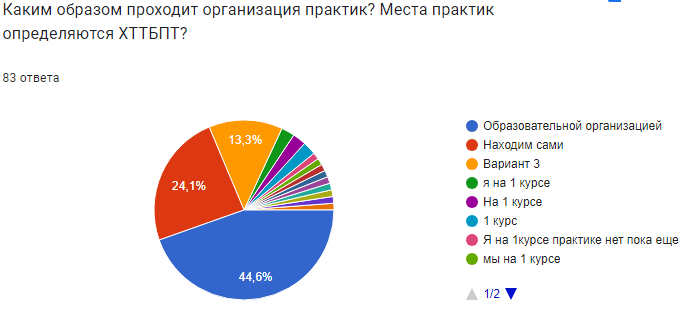 Каким образом проходит организация практик? Места практик
определяются ХТТБПТ?
83 ответа
13,3%
24,1%
44,6%
Образовательной организацией
Находим сами
Вариант 3
я на 1 курсе
На 1 курсе
1 курс
Я на 1курсе практике нет пока еще
мы на 1 курсе
1/2